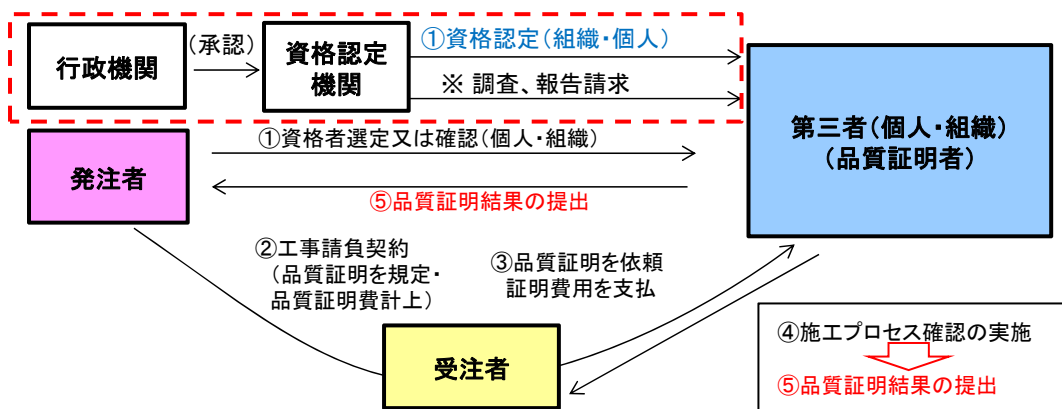 行政機関
(承認)
資格認定
機関
①資格認定(組織・個人)
※ 調査、報告請求
第三者(個人・組織)
(品質証明者)
発注者
①資格者選定又は確認(個人・組織)
⑤品質証明結果の提出
②工事請負契約
(品質証明を規定・
品質証明費計上)
③品質証明を依頼
証明費用を支払
受注者
④施工プロセス確認の実施
⑤品質証明結果の提出